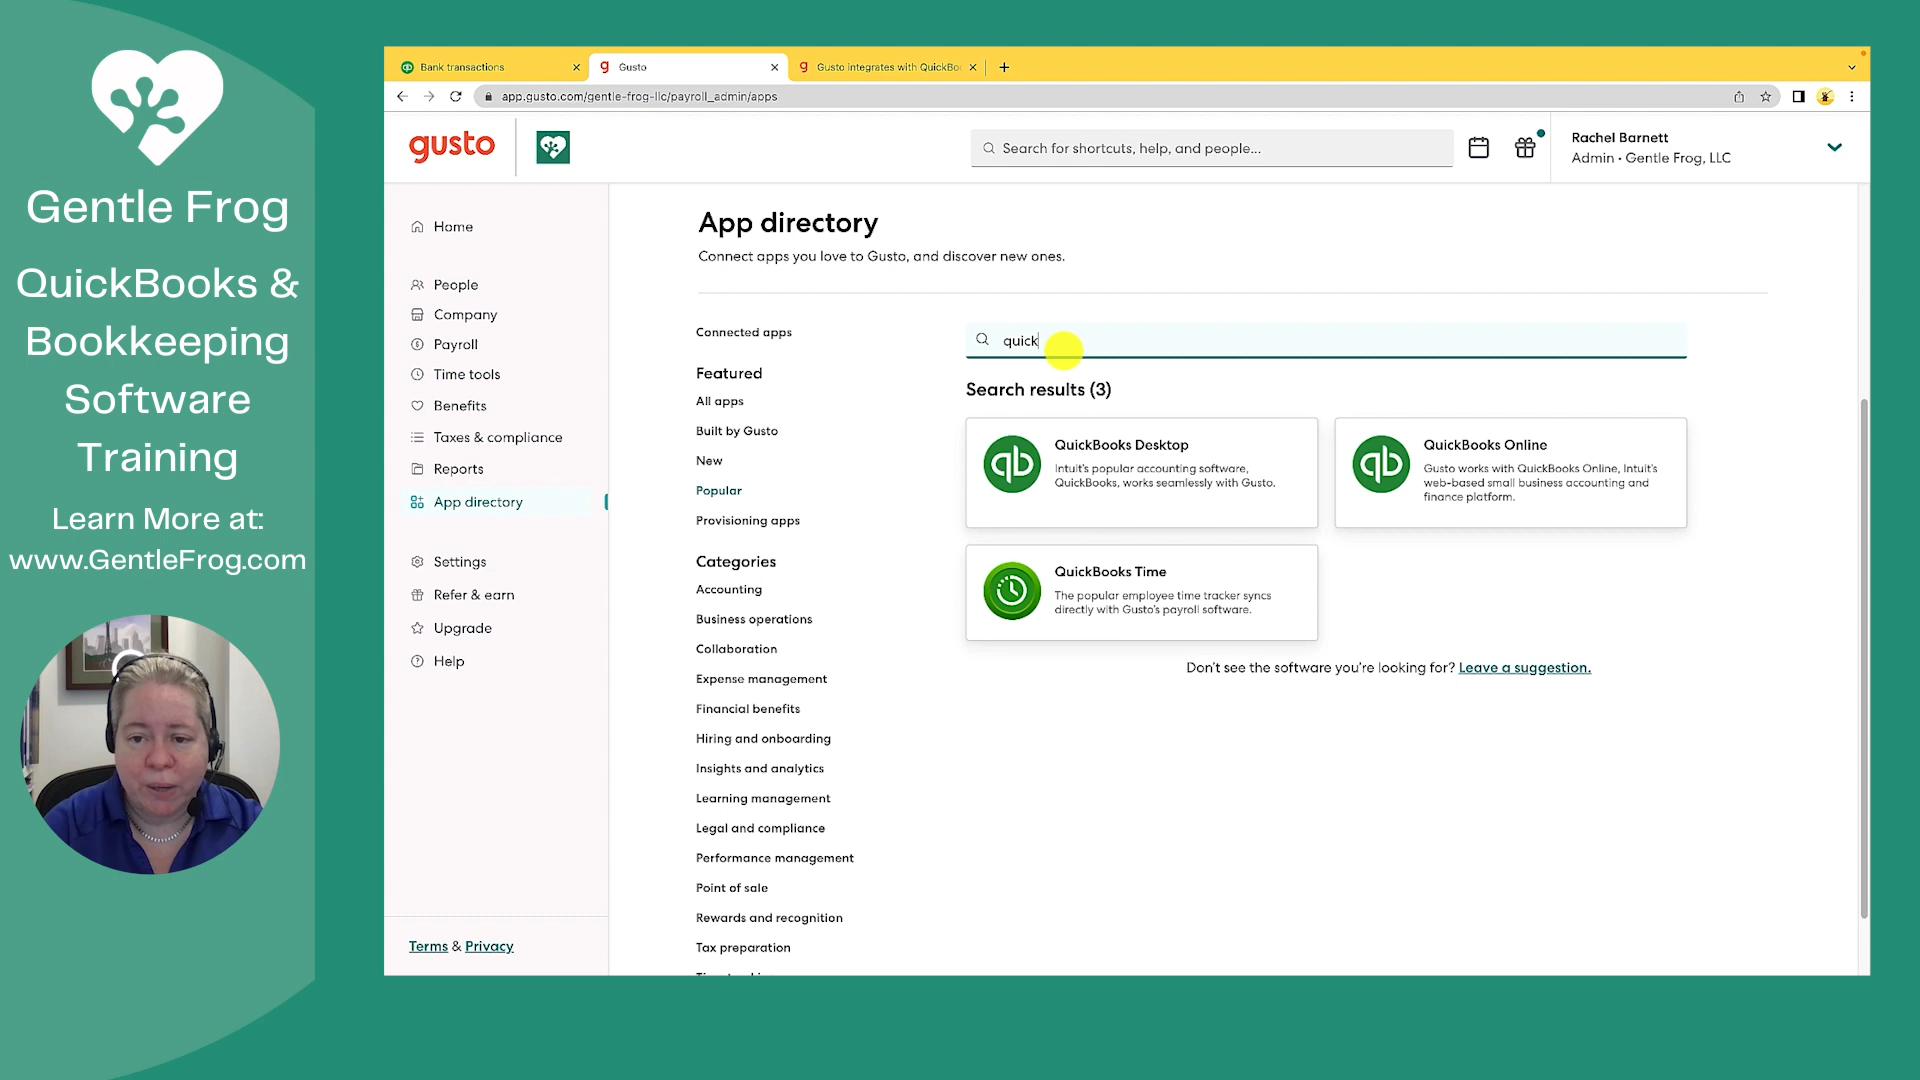 Gentle Frog
QuickBooks &
Bookkeeping
Software
Training
Learn More at:
www.GentleFrog.com
Bank transactions
Gusto
Gusto integrates with QuickBo
app.gusto.com/gentle-frog-llc/payroll_admin/apps
gusto
Search for shortcuts, help, and people...
Rachel Barnett
Admin • Gentle Frog, LLC
Home
People
Company
Payroll
Time tools
Benefits
Taxes & compliance
Reports
App directory
Settings
Refer & earn
Upgrade
Help
Terms & Privacy
App directory
Connect apps you love to Gusto, and discover new ones.
Connected apps
Featured
All apps
Built by Gusto
New
Popular
Provisioning apps
Categories
Accounting
Business operations
Collaboration
Expense management
Financial benefits
Hiring and onboarding
Insights and analytics
Learning management
Legal and compliance
Performance management
Point of sale
Rewards and recognition
Tax preparation
quick
Search results (3)
qb
QuickBooks Desktop
Intuit's popular accounting software,
QuickBooks, works seamlessly with Gusto.
qb
QuickBooks Online
Gusto works with QuickBooks Online, Intuit's
web-based small business accounting and
finance platform.
QuickBooks Time
The popular employee time tracker syncs
directly with Gusto's payroll software.
Don't see the software you're looking for? Leave a suggestion.